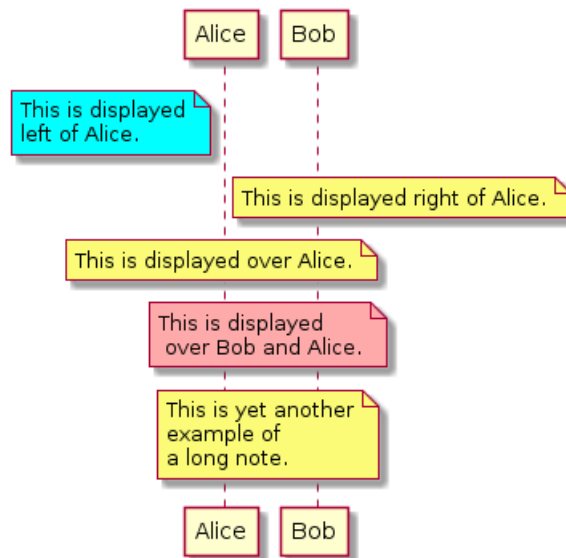 Alice
Bob
This is displayed
left of Alice.
This is displayed right of Alice.
This is displayed over Alice.
This is displayed
over Bob and Alice.
This is yet another
example of
a long note.
Alice
Bob